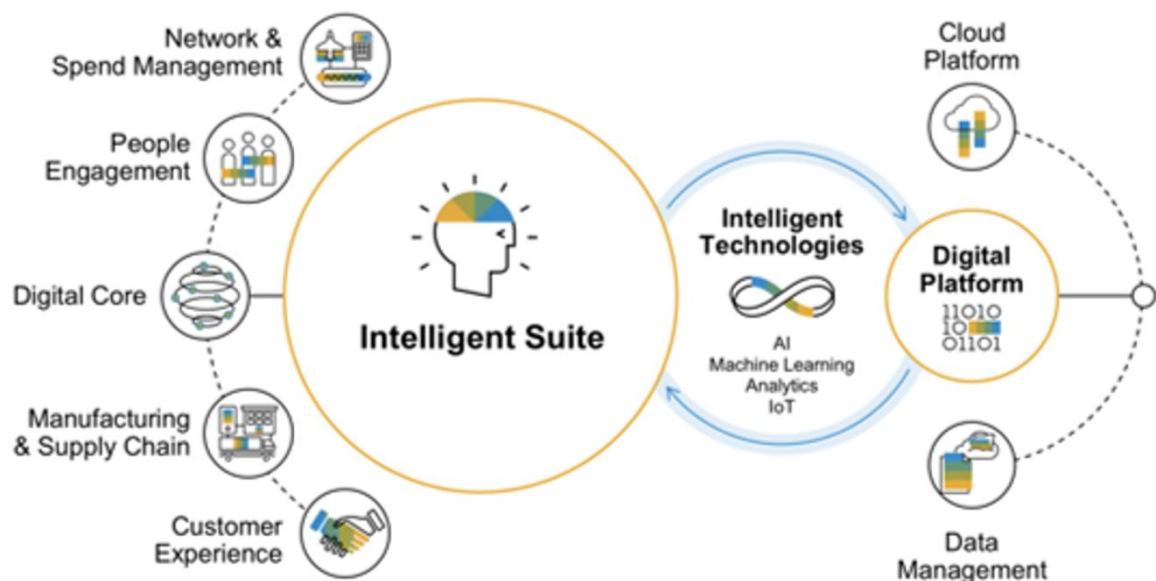 Network &
Spend Management
People
Engagement
Digital Core
Manufacturing
& Supply Chain
Customer
Experience
Intelligent Suite
Intelligent
Technologies
AI
Machine Learning
Analytics
IoT
Digital
Platform
11010
10
01101
Cloud
Platform
Data
Management